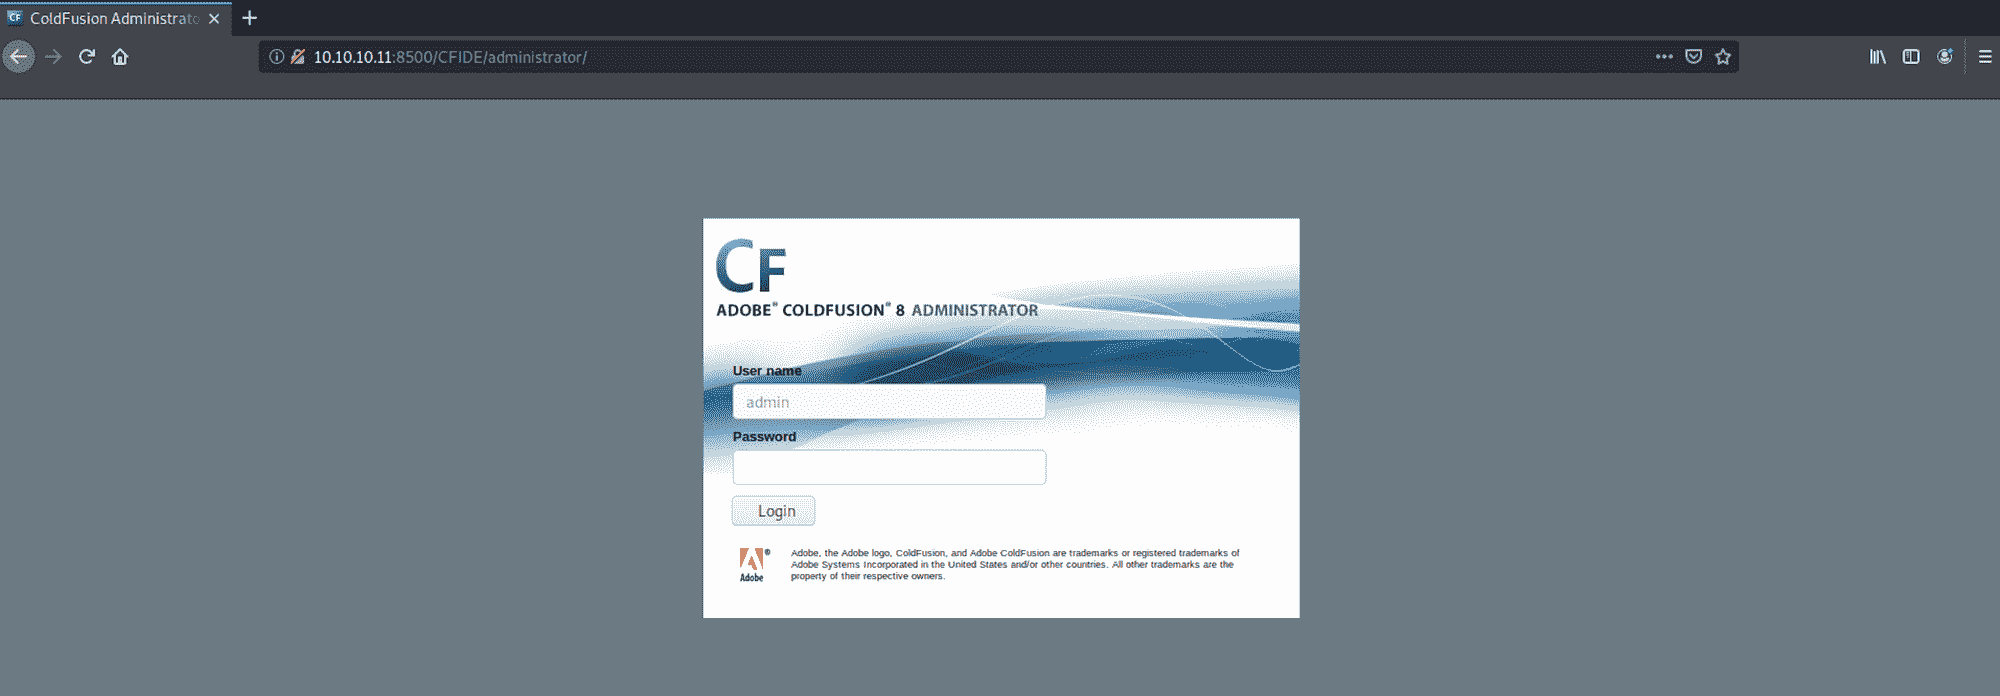 CF ColdFusion Administrato
10.10.10.11:8500/CFIDE/administrator/
CF
ADOBE® COLDFUSION® 8 ADMINISTRATOR
User name
admin
Password
Login
Adobe, the Adobe logo, ColdFusion, and Adobe ColdFusion are trademarks or registered trademarks of
Adobe Systems Incorporated in the United States and/or other countries. All other trademarks are the
property of their respective owners.
®
Adobe